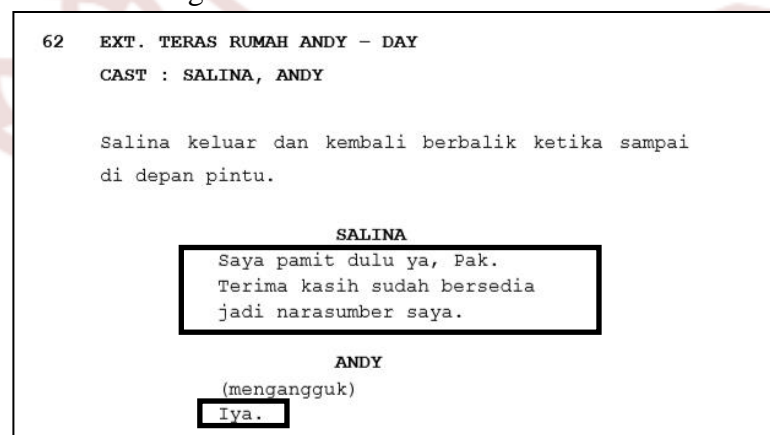 62 EXT. TERAS RUMAH ANDY – DAY
CAST : SALINA, ANDY
Salina keluar dan kembali berbalik ketika sampai
di depan pintu.
SALINA
Saya pamit dulu ya, Pak.
Terima kasih sudah bersedia
jadi narasumber saya.
ANDY
(mengangguk)
Iya.